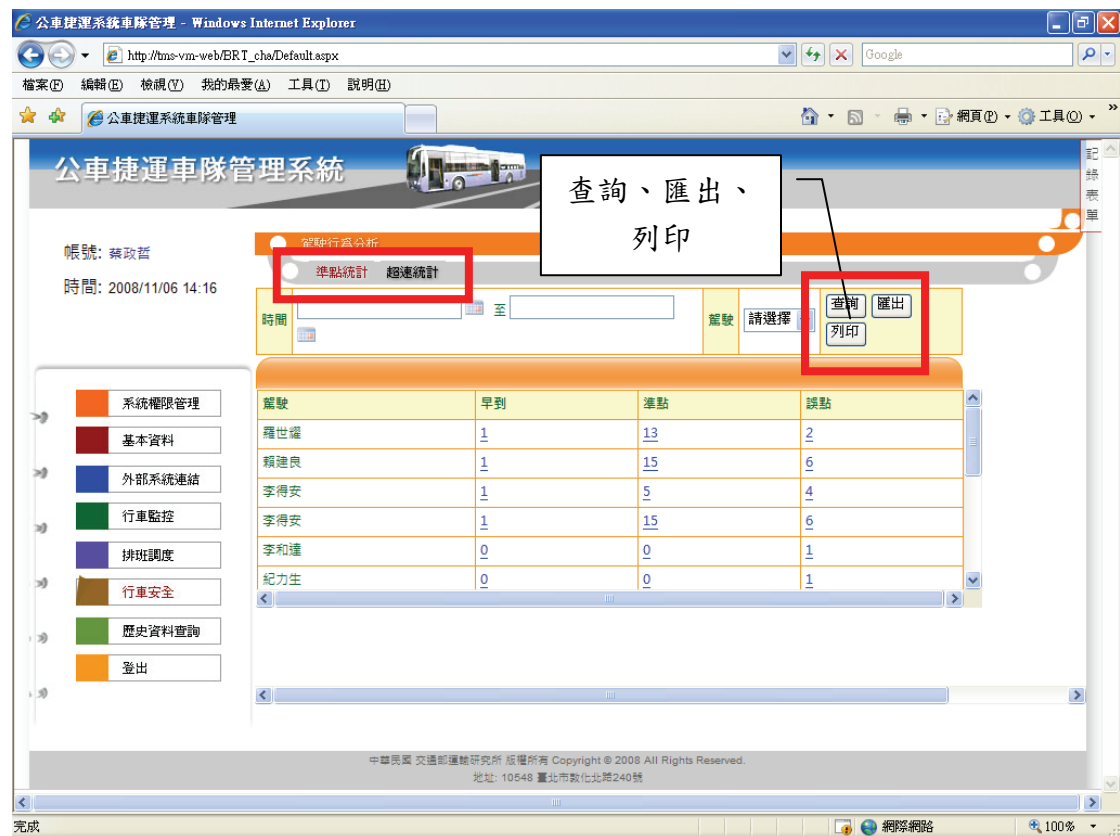 公車捷運系統車隊管理 - Windows Internet Explorer
http://tms-vm-web/BRT_cha/Default.aspx
Google
檔案(F) 編輯(E) 檢視(V) 我的最愛(A) 工具(T) 說明(H)
公車捷運系統車隊管理
網頁(P) 工具(O) »
公車捷運車隊管理系統
記錄表單
查詢、匯出、
列印
帳號: 蔡政哲
時間: 2008/11/06 14:16
駕駛行為分析
準點統計 超速統計
時間 至 駕駛 請選擇 查詢 匯出
列印
系統權限管理
基本資料
外部系統連結
行車監控
排班調度
行車安全
歷史資料查詢
登出
駕駛 早到 準點 誤點
羅世耀 1 13 2
賴建良 1 15 6
李得安 1 5 4
李得安 1 15 6
李和達 0 0 1
紀力生 0 0 1
中華民國 交通部運輸研究所 版權所有 Copyright © 2008 All Rights Reserved.
地址: 10548 臺北市敦化北路240號
完成 網際網路 100%